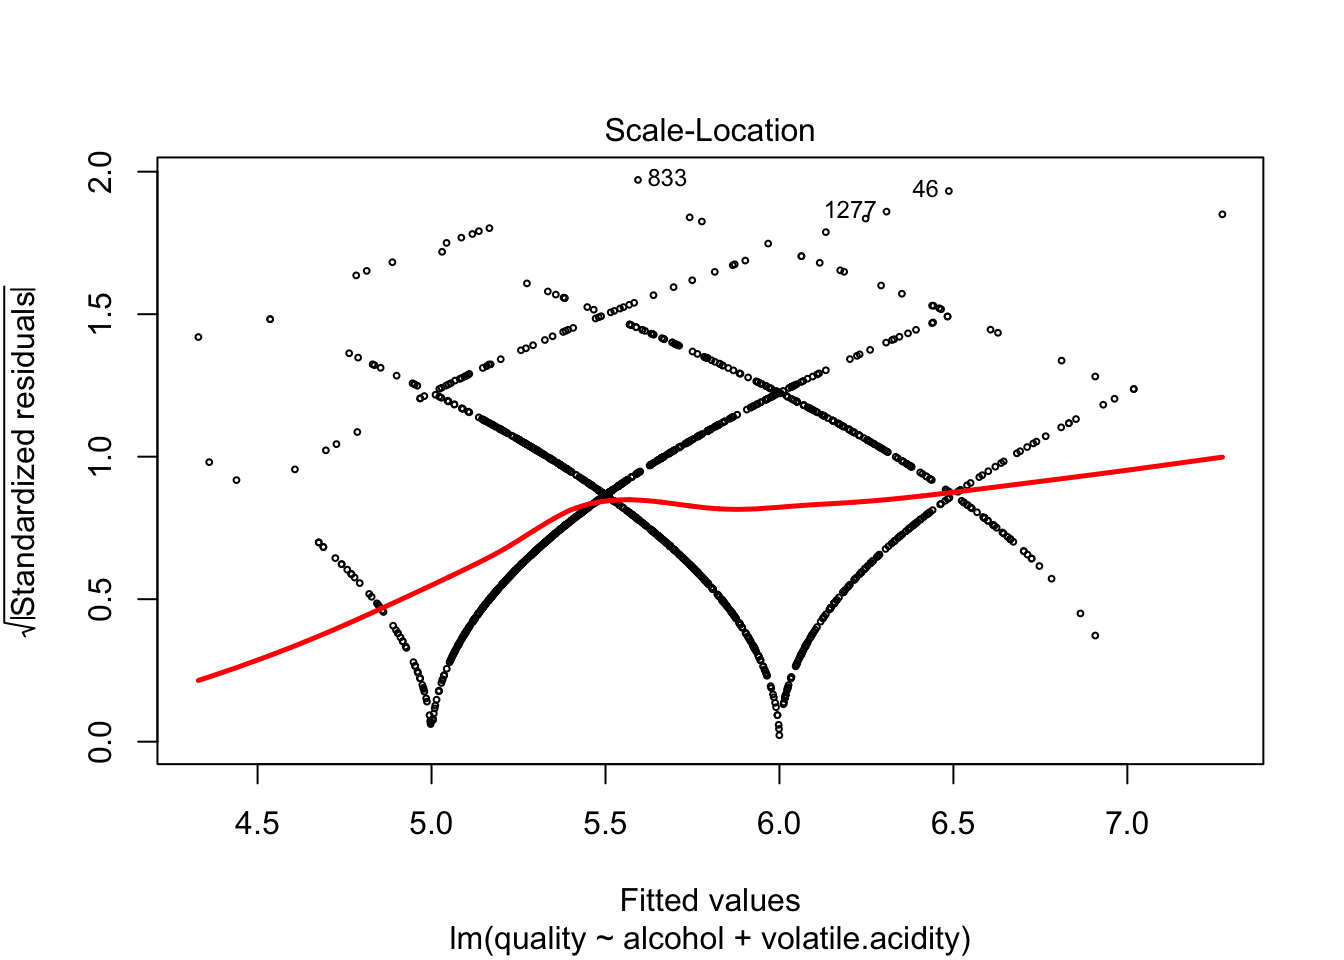 Scale-Location
√|Standardized residuals|
2.0
1.5
1.0
0.5
0.0
833
46
1277
4.5 5.0 5.5 6.0 6.5 7.0
Fitted values
lm(quality ~ alcohol + volatile.acidity)